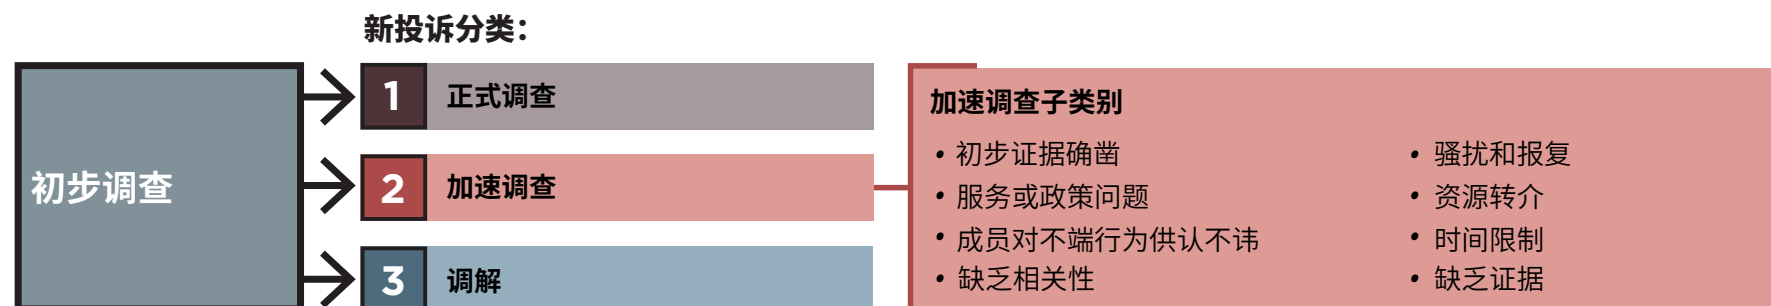 新投诉分类：
初步调查
1 正式调查
2 加速调查
3 调解
加速调查子类别
• 初步证据确凿
• 服务或政策问题
• 成员对不端行为供认不讳
• 缺乏相关性
• 骚扰和报复
• 资源转介
• 时间限制
• 缺乏证据